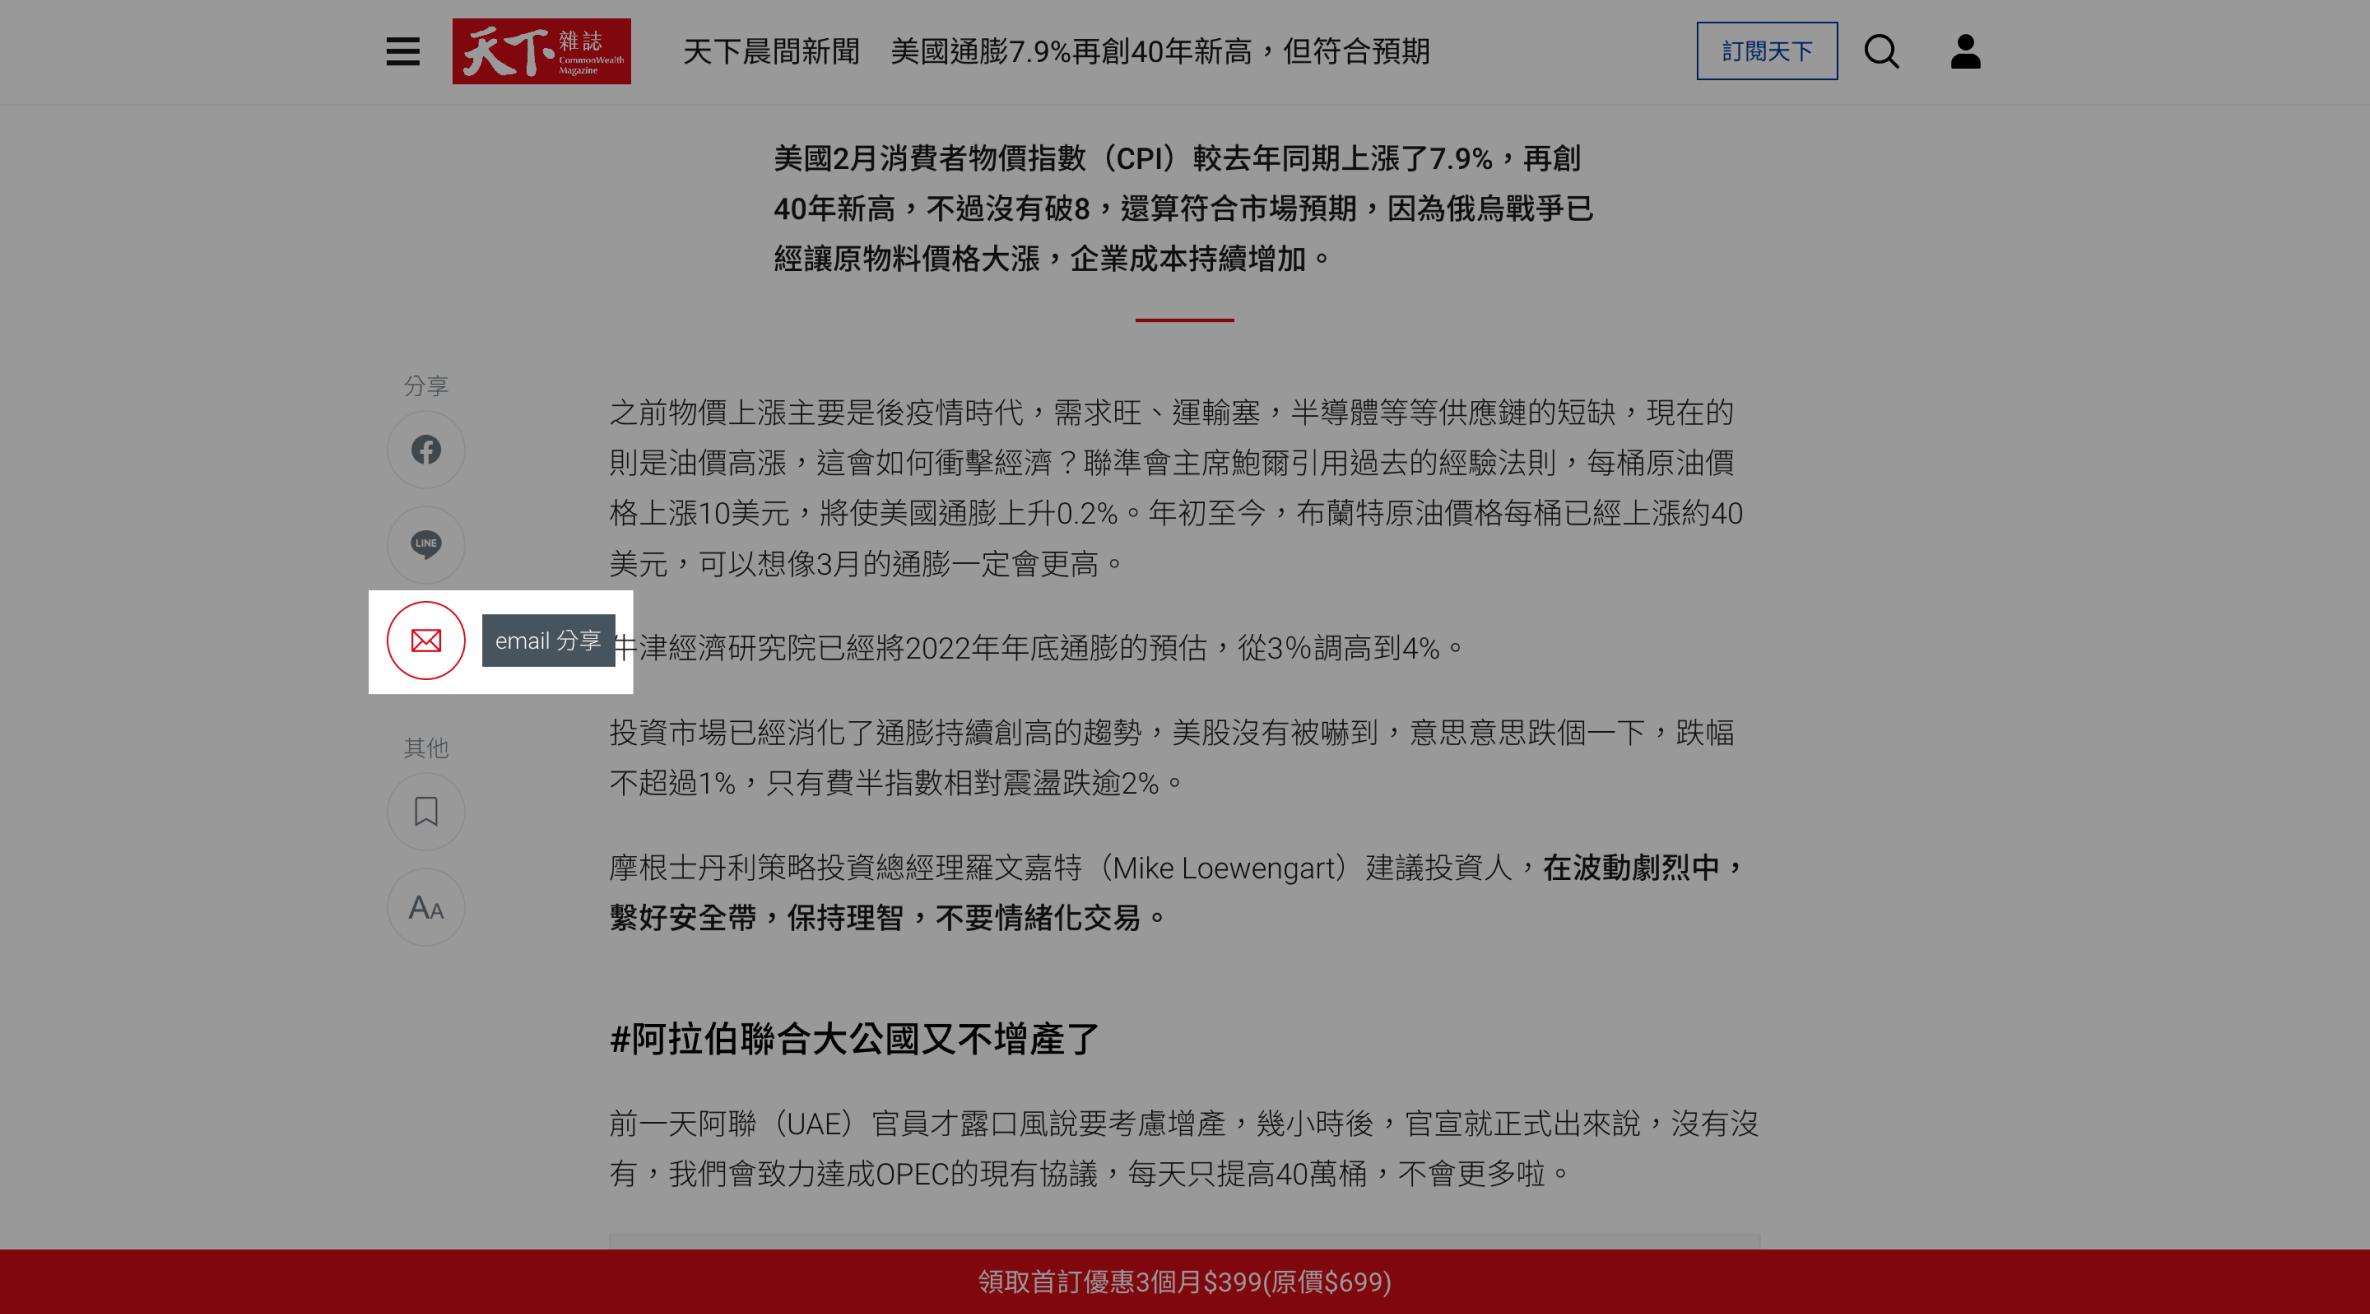 天下 雜誌
CommonWealth
Magazine
天下晨間新聞 美國通膨7.9%再創40年新高，但符合預期
訂閱天下
美國2月消費者物價指數（CPI）較去年同期上漲了7.9%，再創
40年新高，不過沒有破8，還算符合市場預期，因為俄烏戰爭已
經讓原物料價格大漲，企業成本持續增加。
分享
LINE
email 分享
其他
AA
之前物價上漲主要是後疫情時代，需求旺、運輸塞，半導體等等供應鏈的短缺，現在的
則是油價高漲，這會如何衝擊經濟？聯準會主席鮑爾引用過去的經驗法則，每桶原油價
格上漲10美元，將使美國通膨上升0.2%。年初至今，布蘭特原油價格每桶已經上漲約40
美元，可以想像3月的通膨一定會更高。
牛津經濟研究院已經將2022年年底通膨的預估，從3%調高到4%。
投資市場已經消化了通膨持續創高的趨勢，美股沒有被嚇到，意思意思跌個一下，跌幅
不超過1%，只有費半指數相對震盪跌逾2%。
摩根士丹利策略投資總經理羅文嘉特（Mike Loewengart）建議投資人，在波動劇烈中，
繫好安全帶，保持理智，不要情緒化交易。
#阿拉伯聯合大公國又不增產了
前一天阿聯（UAE）官員才露口風說要考慮增產，幾小時後，官宣就正式出來說，沒有沒
有，我們會致力達成OPEC的現有協議，每天只提高40萬桶，不會更多啦。
領取首訂優惠3個月$399(原價$699)